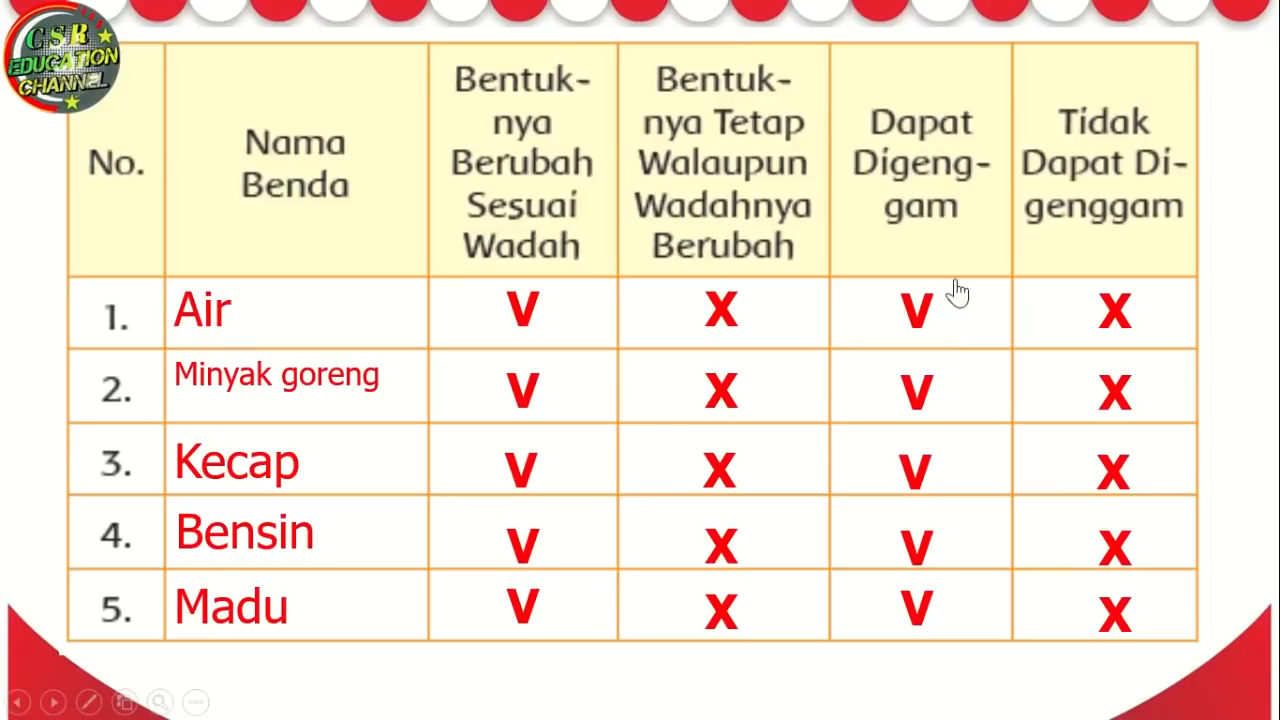 CSB
EDUCATION
CHANNEL
No.
Nama
Benda
Bentuk-
nya
Berubah
Sesuai
Wadah
Bentuk-
nya Tetap
Walaupun
Wadahnya
Berubah
Dapat
Digeng-
gam
Tidak
Dapat Di-
genggam
1. Air V X V X
2. Minyak goreng V X V X
3. Kecap V X V X
4. Bensin V X V X
5. Madu V X V X